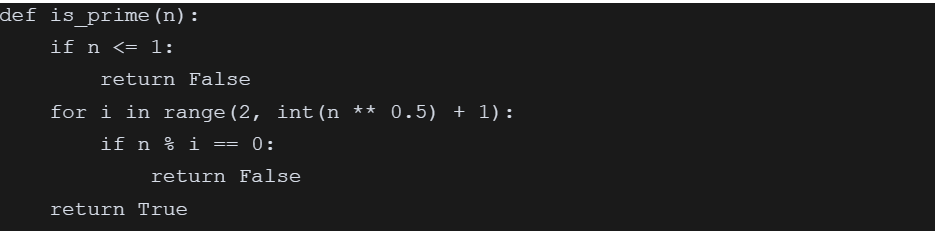 def is_prime(n):
    if n <= 1:
        return False
    for i in range(2, int(n ** 0.5) + 1):
        if n % i == 0:
            return False
    return True